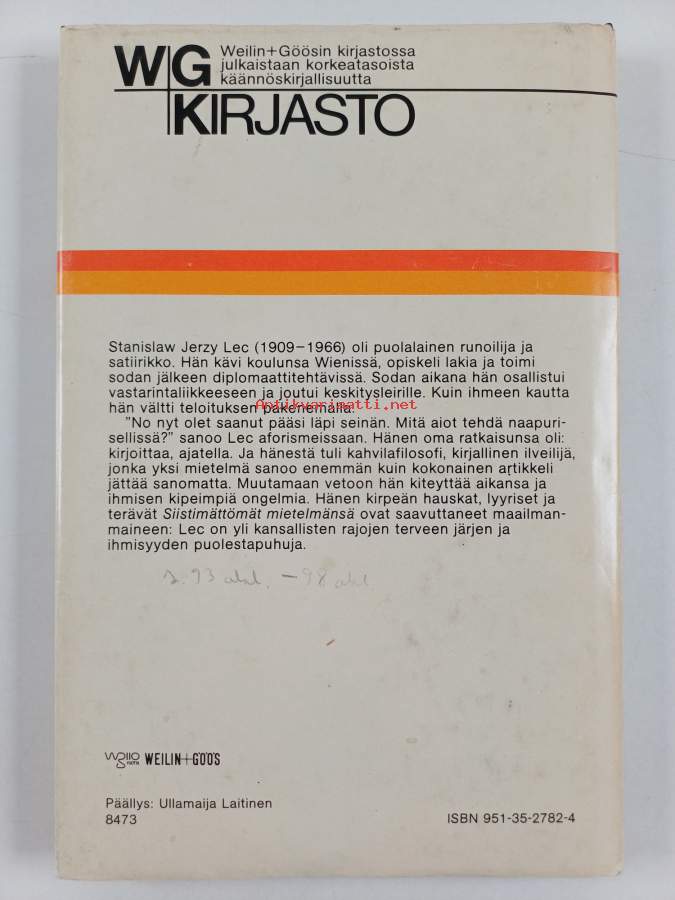 WG
KIRJASTO
Weilin+Göösin kirjastossa
julkaistaan korkeatasoista
käännöskirjallisuutta
Stanislaw Jerzy Lec (1909–1966) oli puolalainen runoilija ja
satiirikko. Hän kävi koulunsa Wienissä, opiskeli lakia ja toimi
sodan jälkeen diplomaattitehtävissä. Sodan aikana hän osallistui
vastarintaliikkeeseen ja joutui keskitysleirille. Kuin ihmeen kautta
hän vältti teloituksen pakenemalla.
Antikvariaatti.net
"No nyt olet saanut pääsi läpi seinän. Mitä aiot tehdä naapuri-
sellissä?" sanoo Lec aforismeissaan. Hänen oma ratkaisunsa oli:
kirjoittaa, ajatella. Ja hänestä tuli kahvilafilosofi, kirjallinen ilveilijä,
jonka yksi mietelmä sanoo enemmän kuin kokonainen artikkeli
jättää sanomatta. Muutamaan vetoon hän kiteyttää aikansa ja
ihmisen kipeimpiä ongelmia. Hänen kirpeän hauskat, lyyriset ja
terävät Siistimättömät mietelmänsä ovat saavuttaneet maailman-
maineen: Lec on yli kansallisten rajojen terveen järjen ja
ihmisyyden puolestapuhuja.
s. 93 alal. – 98 alal
WEILIN+GÖÖS
Päällys: Ullamaija Laitinen
8473
ISBN 951-35-2782-4